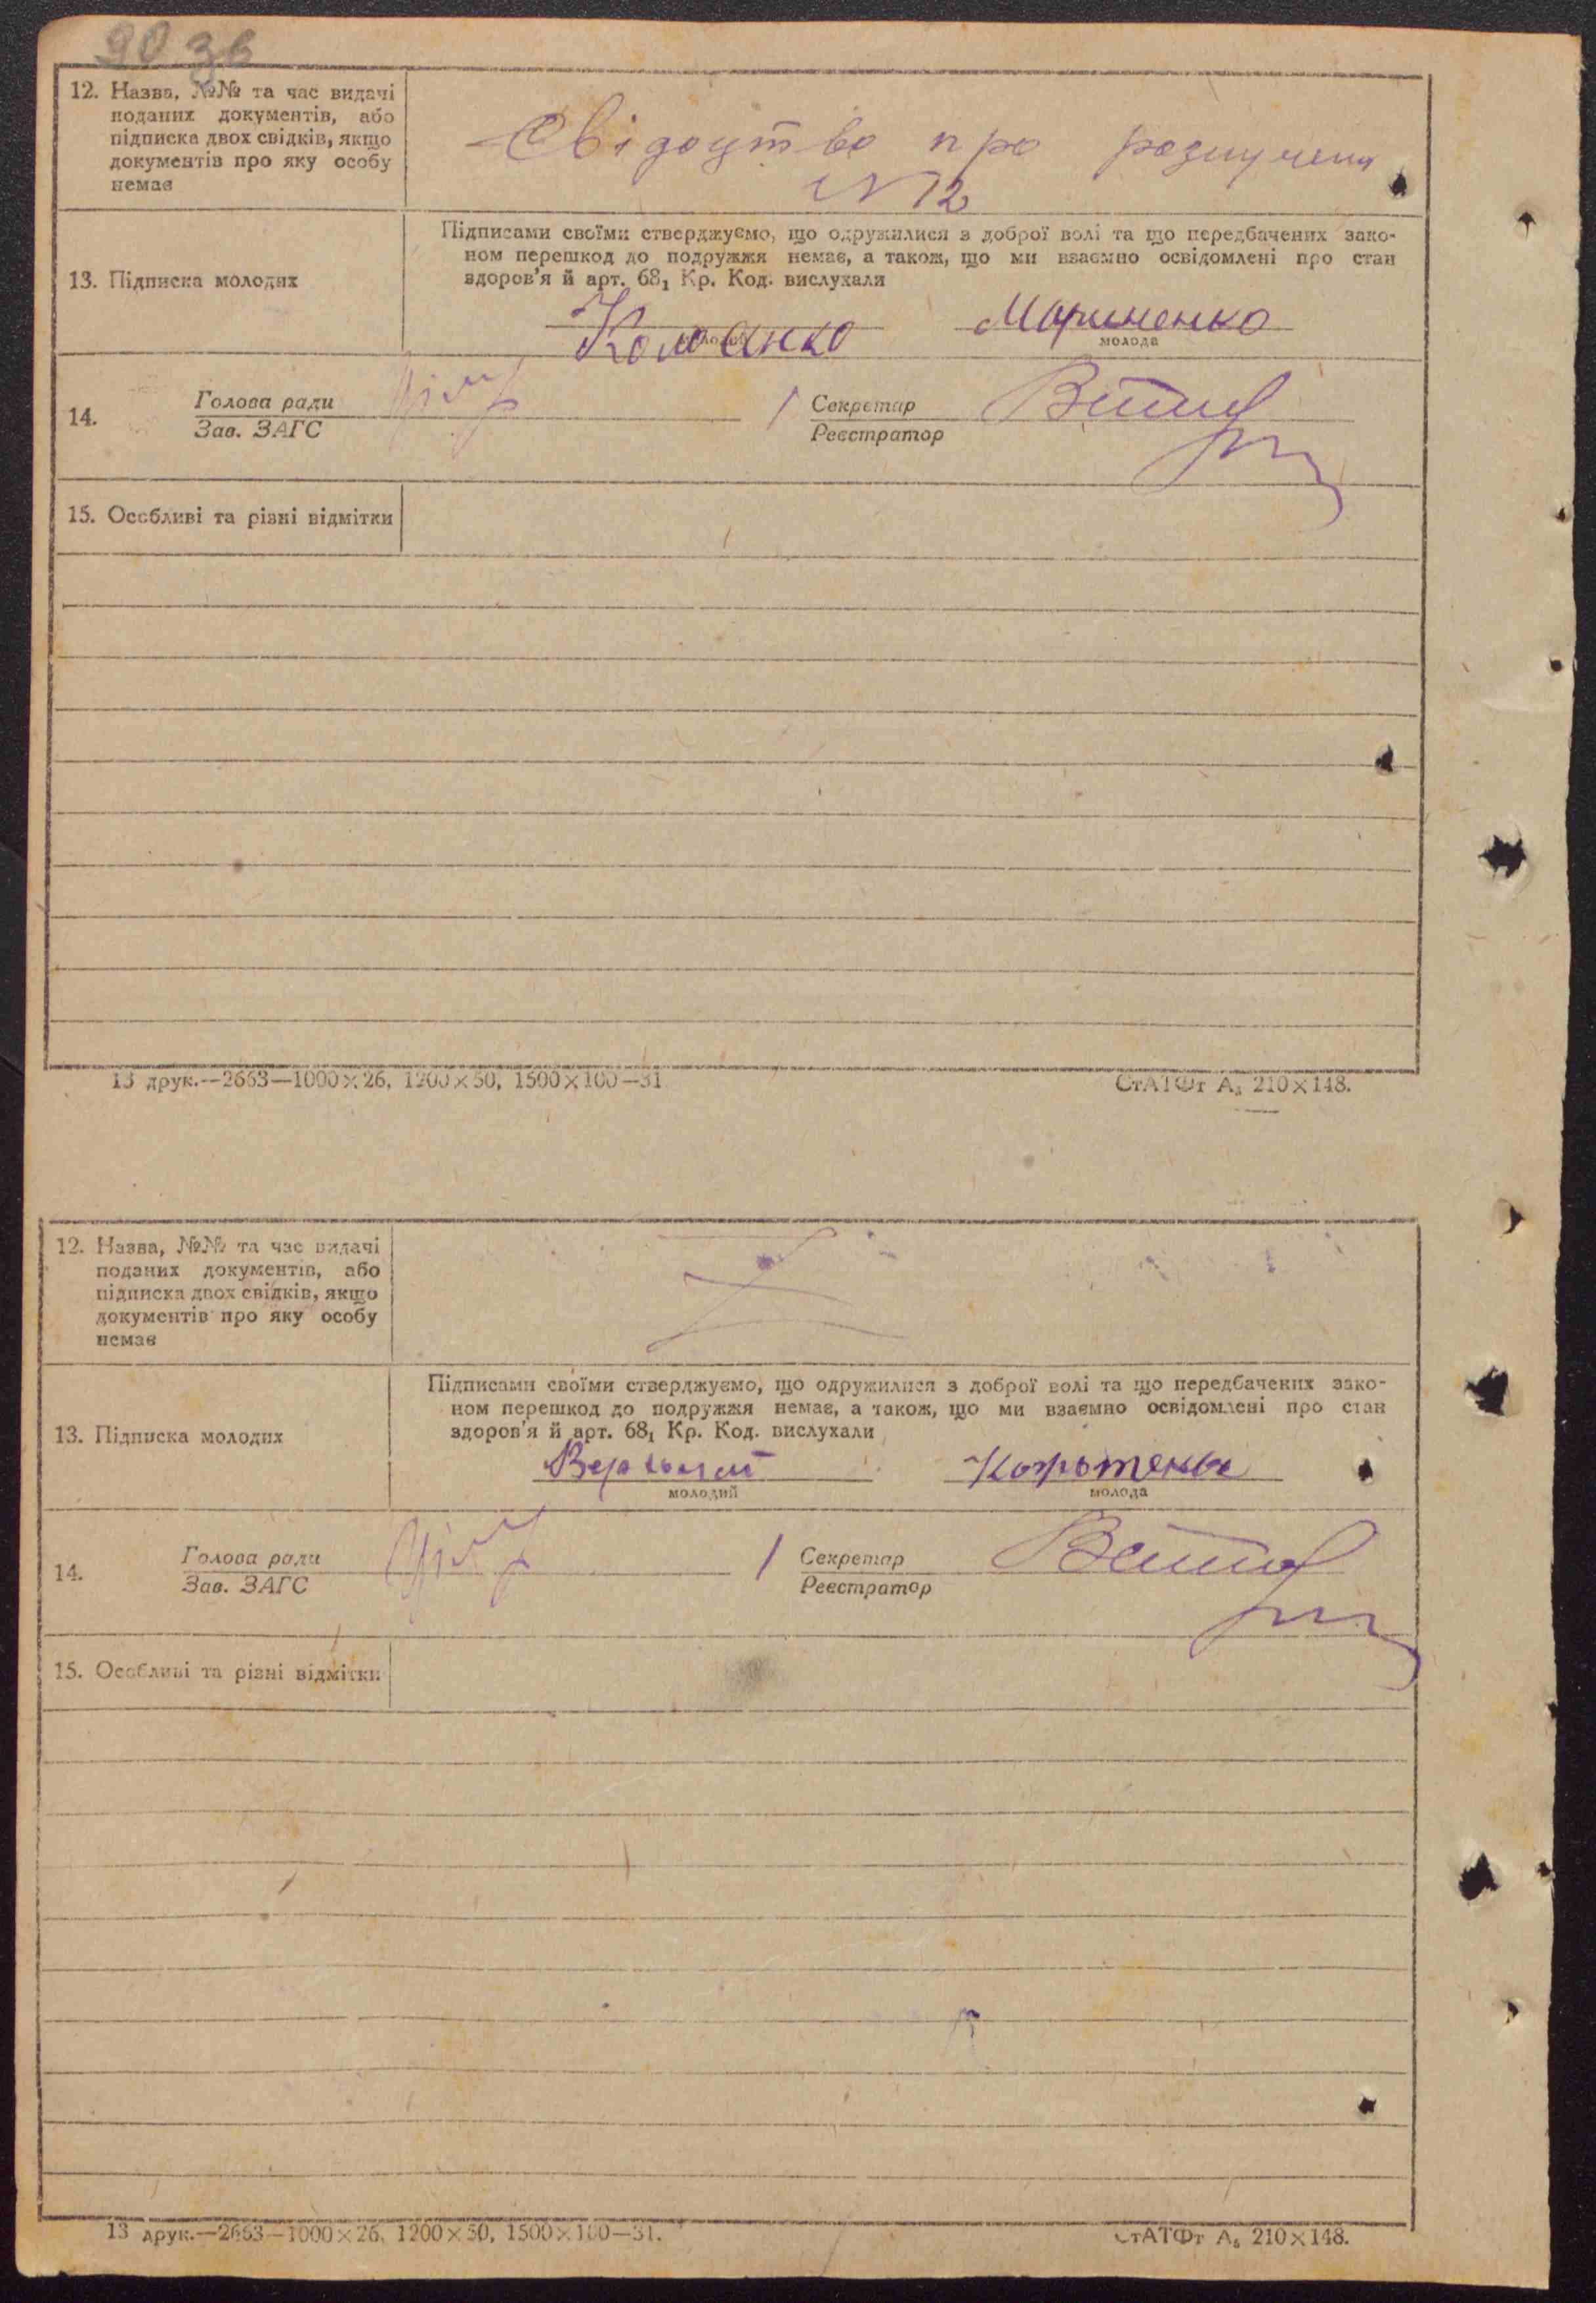 90 зв
12. Назва, №№ та час видачі
поданих документів, або
підписка двох свідків, якщо
документів про яку особу
немає
Свідоцтво про розлучення
N 12
13. Підписка молодих
Підписами своїми стверджуємо, що одружилися з доброї волі та що передбачених зако-
ном перешкод до подружжя немає, а також, що ми взаємно освідомлені про стан
здоров'я й арт. 68₁ Кр. Код. вислухали
Мариненко
молода
14.
Голова ради
Зав. ЗАГС
Секретар
Реєстратор
15. Особливі та різні відмітки
13 друк.—2663—1000×26, 1200×50, 1500×100—31
СтАТФт А₅ 210×148.
12. Назва, №№ та час видачі
поданих документів, або
підписка двох свідків, якщо
документів про яку особу
немає
13. Підписка молодих
Підписами своїми стверджуємо, що одружилися з доброї волі та що передбачених зако-
ном перешкод до подружжя немає, а також, що ми взаємно освідомлені про стан
здоров'я й арт. 68₁ Кр. Код. вислухали
молодий
молода
14.
Голова ради
Зав. ЗАГС
Секретар
Реєстратор
15. Особливі та різні відмітки
13 друк.—2663—1000×26, 1200×50, 1500×100—31.
СтАТФт А₅ 210×148.